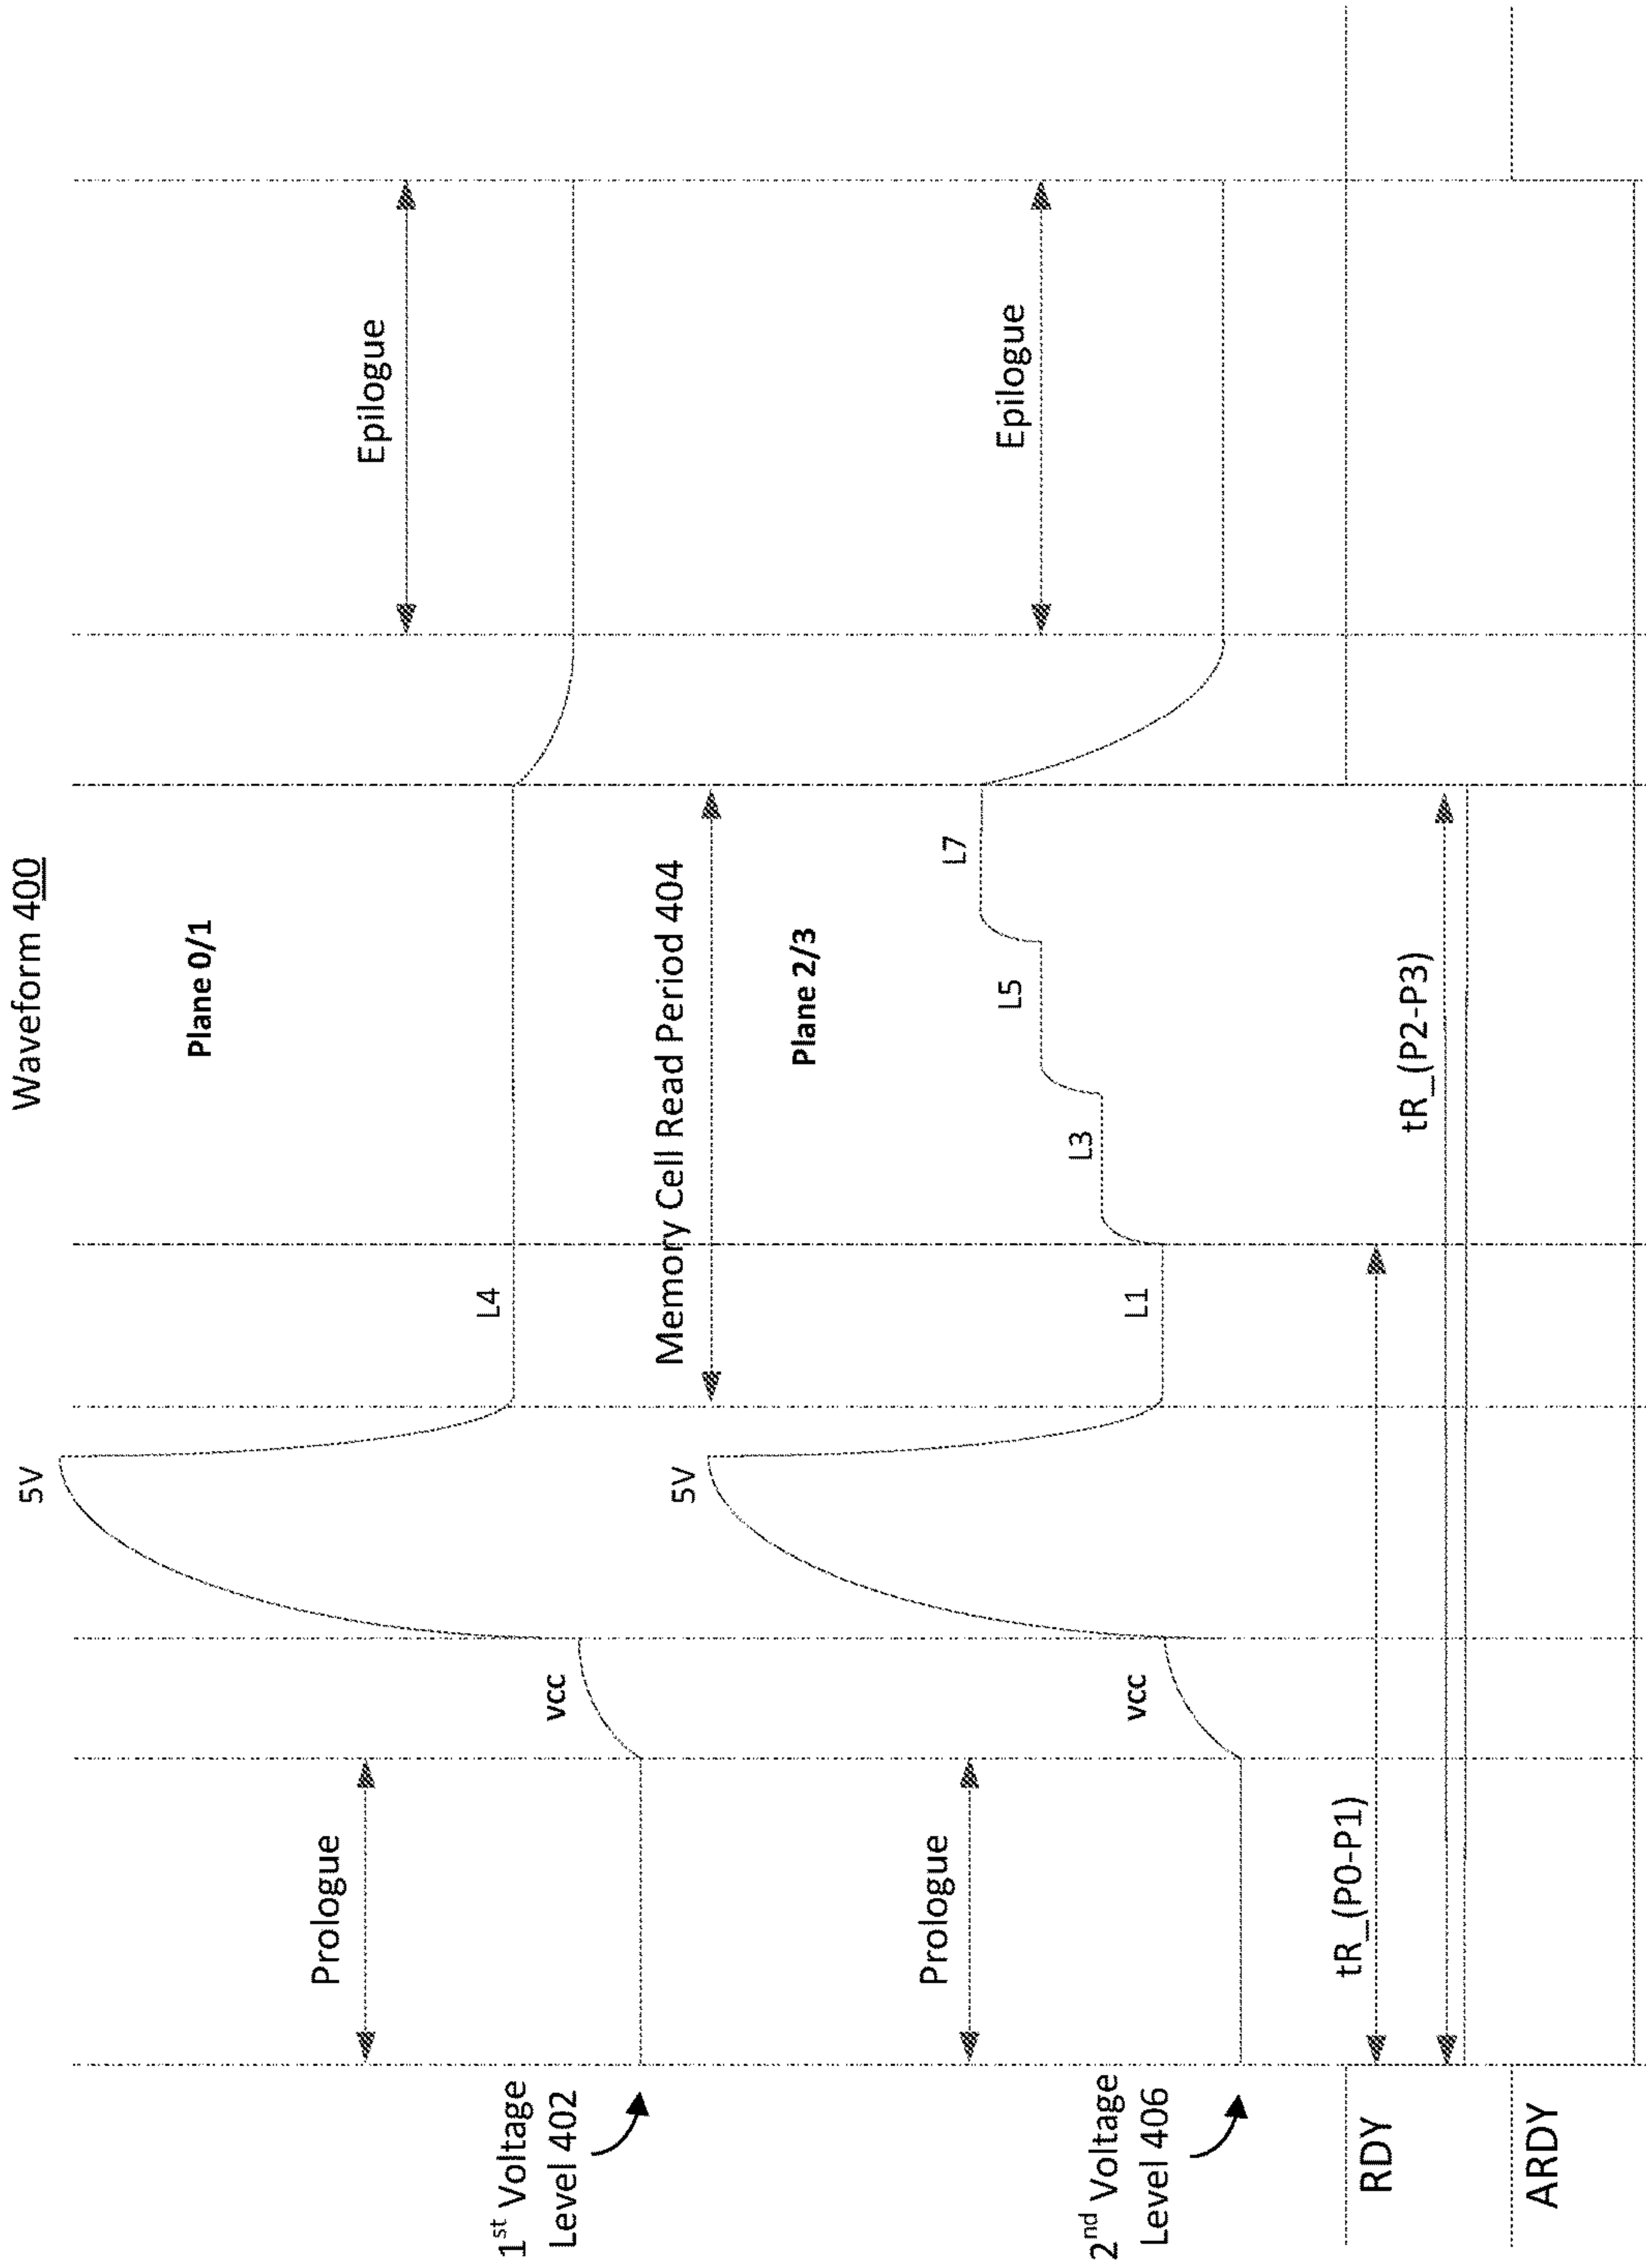 Waveform 400
Plane 0/1
5V
L4
vcc
Prologue
Epilogue
1st Voltage
Level 402
Memory Cell Read Period 404
Plane 2/3
5V
L1
L3
L5
L7
vcc
Prologue
Epilogue
2nd Voltage
Level 406
tR_(P0-P1)
RDY
tR_(P2-P3)
ARDY